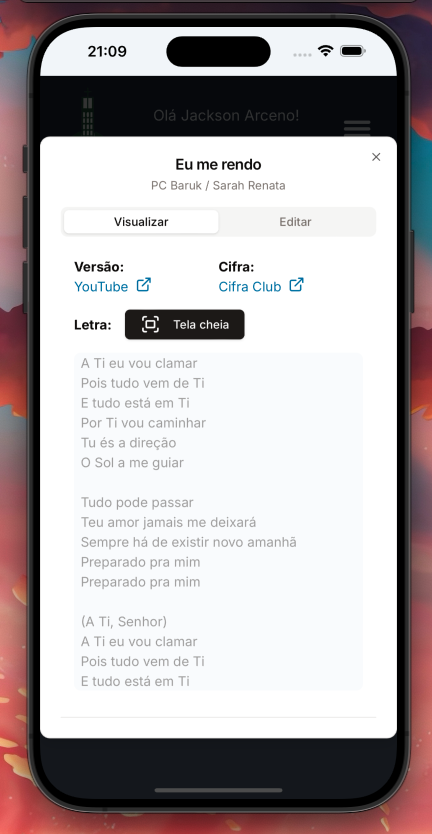 21:09
Olá Jackson Arceno!
Eu me rendo
PC Baruk / Sarah Renata
Visualizar
Editar
Versão:
Cifra:
YouTube
Cifra Club
Letra:
Tela cheia
A Ti eu vou clamar
Pois tudo vem de Ti
E tudo está em Ti
Por Ti vou caminhar
Tu és a direção
O Sol a me guiar
Tudo pode passar
Teu amor jamais me deixará
Sempre há de existir novo amanhã
Preparado pra mim
Preparado pra mim
(A Ti, Senhor)
A Ti eu vou clamar
Pois tudo vem de Ti
E tudo está em Ti